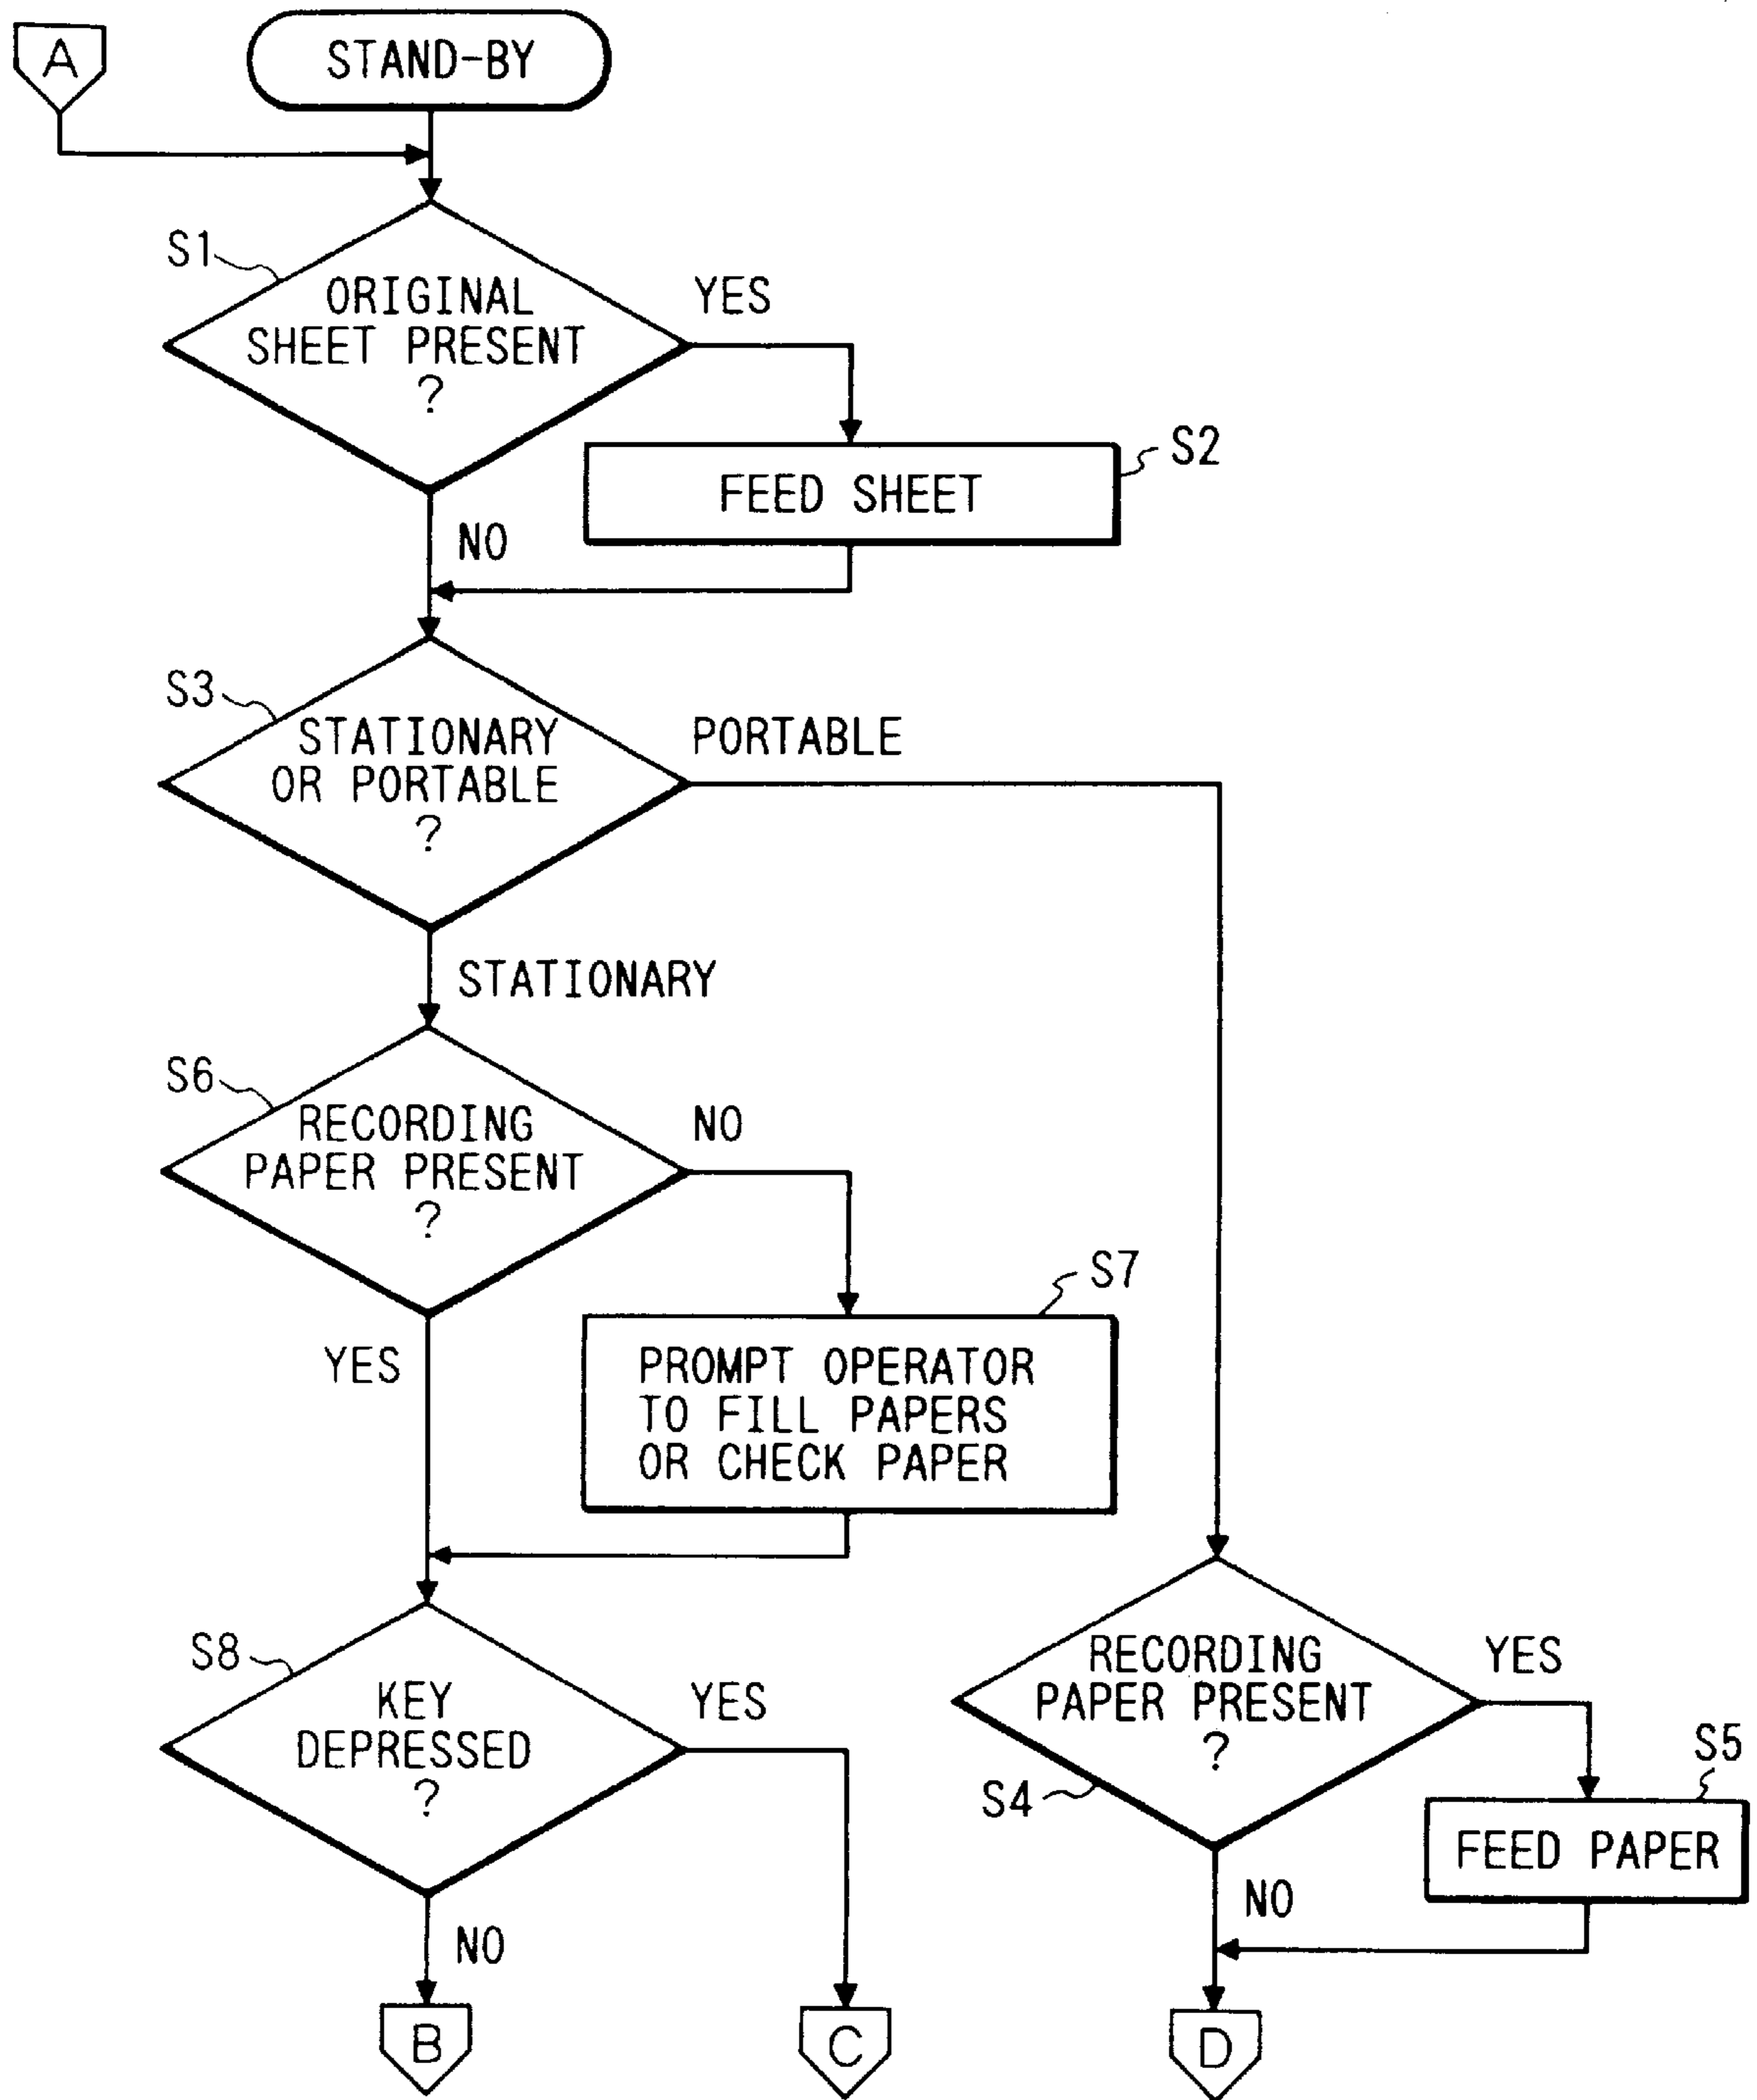 A
STAND-BY
S1
ORIGINAL
SHEET PRESENT
?
YES
S2
FEED SHEET
NO
S3
STATIONARY
OR PORTABLE
?
PORTABLE
STATIONARY
S6
RECORDING
PAPER PRESENT
?
NO
S7
PROMPT OPERATOR
TO FILL PAPERS
OR CHECK PAPER
YES
S8
KEY
DEPRESSED
?
YES
NO
RECORDING
PAPER PRESENT
?
YES
S4
S5
FEED PAPER
NO
B
C
D